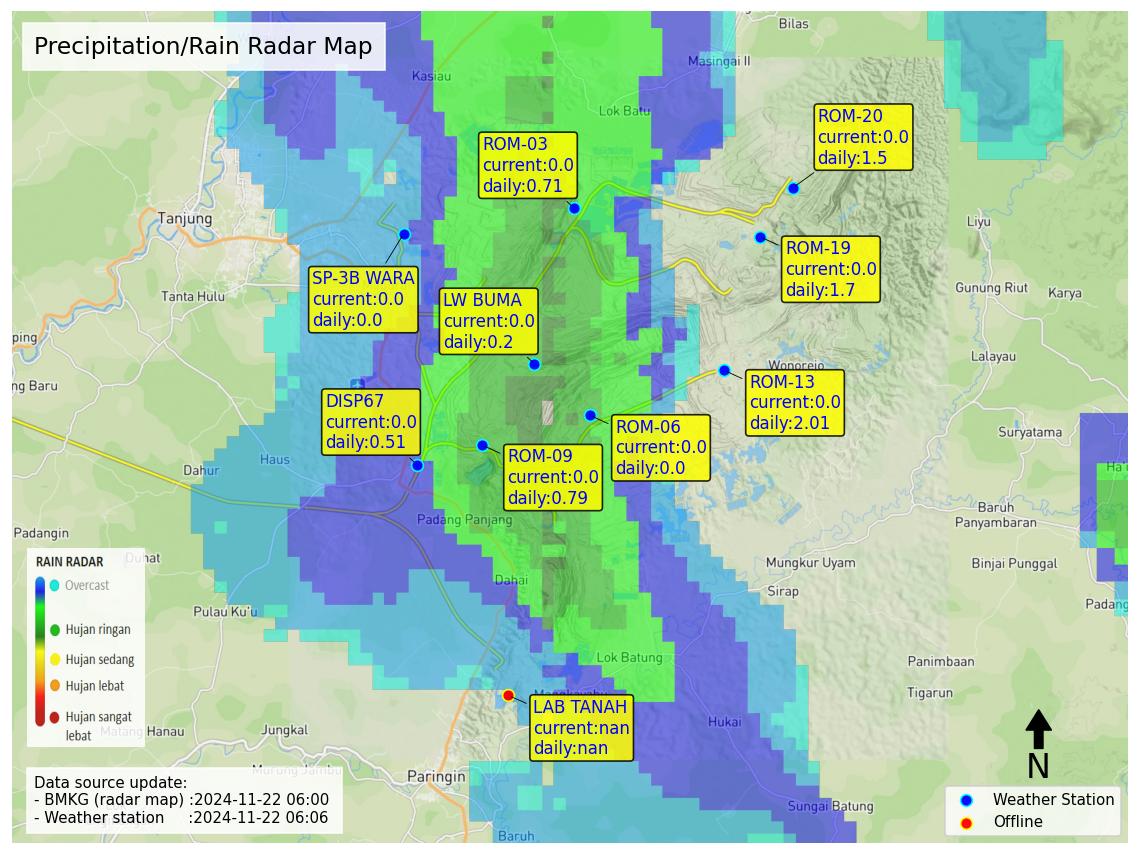 Precipitation/Rain Radar Map
Bilas
Masingai II
Kasiau
Lok Batu
ROM-20
current:0.0
daily:1.5
ROM-03
current:0.0
daily:0.71
Tanjung
Liyu
ROM-19
current:0.0
daily:1.7
SP-3B WARA
current:0.0
daily:0.0
Tanta Hulu
LW BUMA
current:0.0
daily:0.2
Gunung Riut
Karya
ping
Lalayau
ng Baru
Wonorejo
ROM-13
current:0.0
daily:2.01
DISP67
current:0.0
daily:0.51
ROM-06
current:0.0
daily:0.0
Suryatama
Haus
Dahur
ROM-09
current:0.0
daily:0.79
Ha
Baruh
Panyambaran
Padang Panjang
Padangin
Duhat
Mungkur Uyam
Binjai Punggal
Dahai
Sirap
Padang
Pulau Ku'u
RAIN RADAR
Overcast
Hujan ringan
Hujan sedang
Hujan lebat
Hujan sangat
lebat
Lok Batung
Panimbaan
Tigarun
LAB TANAH
current:nan
daily:nan
Hukai
Matang Hanau
Jungkal
Murung Jambu
Paringin
N
Data source update:
- BMKG (radar map) :2024-11-22 06:00
- Weather station :2024-11-22 06:06
Sungai Batung
Baruh
Weather Station
Offline